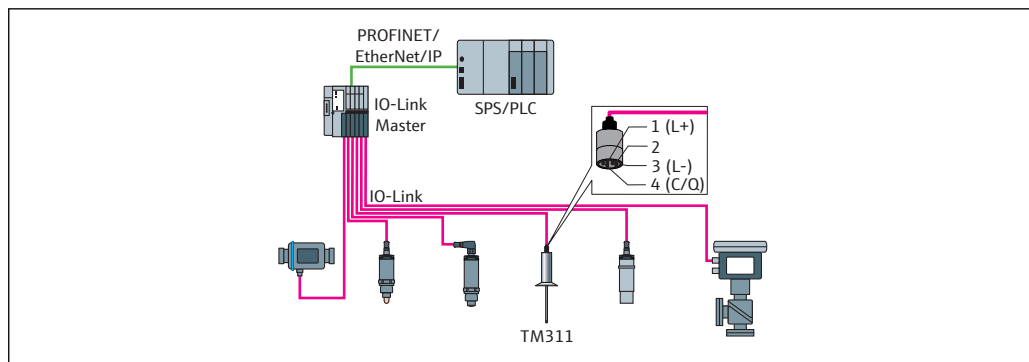 PROFINET/
EtherNet/IP
SPS/PLC
IO-Link
Master
1 (L+)
2
3 (L-)
4 (C/Q)
IO-Link
TM311